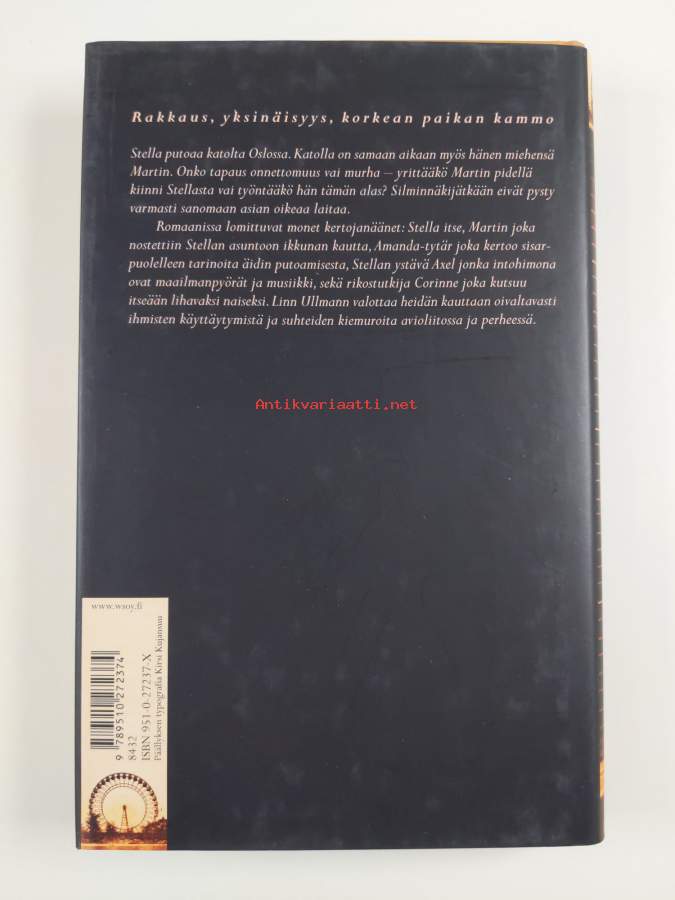 Rakkaus, yksinäisyys, korkean paikan kammo
Stella putoaa katolta Oslossa. Katolla on samaan aikaan myös hänen miehensä
Martin. Onko tapaus onnettomuus vai murha – yrittääkö Martin pidellä
kiinni Stellasta vai työntääkö hän tämän alas? Silminnäkijätkään eivät pysty
varmasti sanomaan asian oikeaa laitaa.
Romaanissa lomittuvat monet kertojanäänet: Stella itse, Martin joka
nostettiin Stellan asuntoon ikkunan kautta, Amanda-tytär joka kertoo sisar-
puolelleen tarinoita äidin putoamisesta, Stellan ystävä Axel jonka intohimona
ovat maailmanpyörät ja musiikki, sekä rikostutkija Corinne joka kutsuu
itseään lihavaksi naiseksi. Linn Ullmann valottaa heidän kauttaan oivaltavasti
ihmisten käyttäytymistä ja suhteiden kiemuroita avioliitossa ja perheessä.
Antikvariaatti.net
www.wsoy.fi
9 789510 272374
8432
ISBN 951-0-27237-X
Päällyksen typografia Kirsi Kujansuu